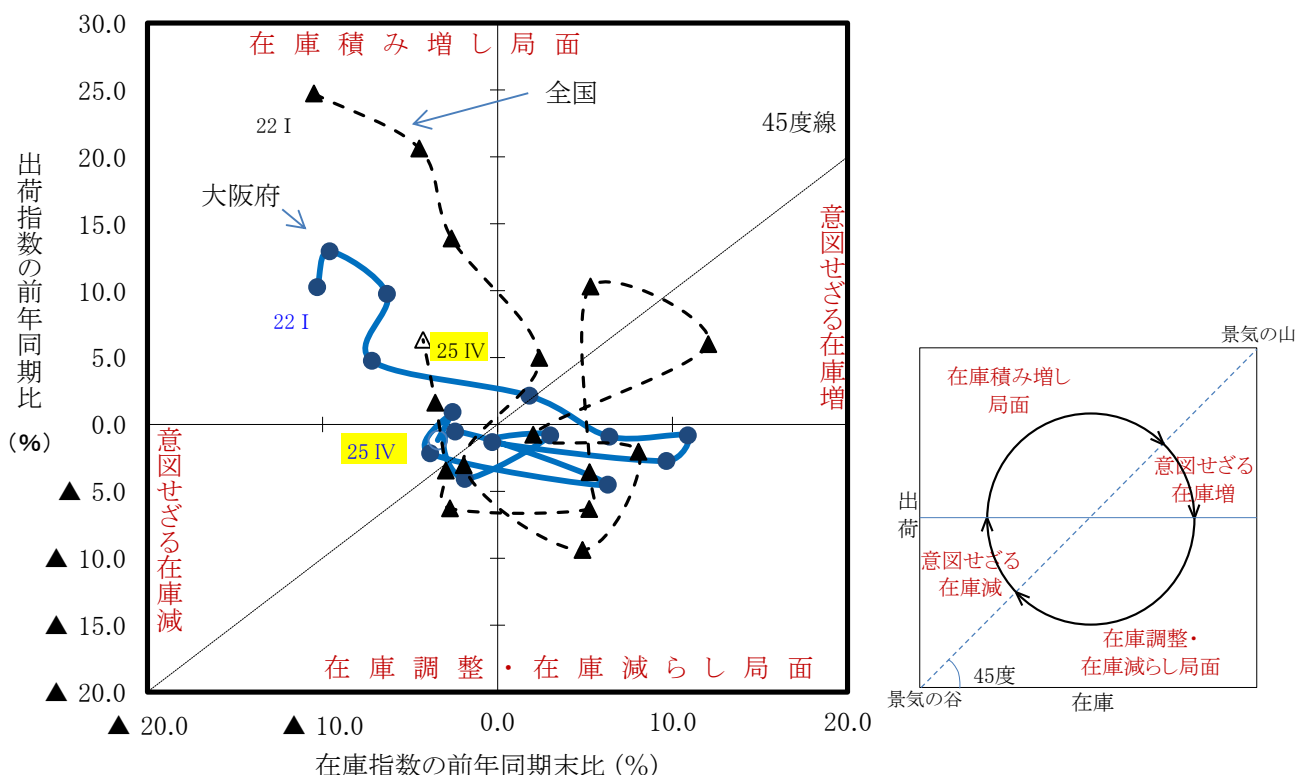 30.0
25.0
20.0
15.0
10.0
5.0
0.0
▲ 5.0
▲ 10.0
▲ 15.0
▲ 20.0
出荷指数の前年同期比
(%)
在庫積み増し局面
全国
22 I
45度線
大阪府
22 I
25 IV
25 IV
意図せざる在庫増
意図せざる在庫減
在庫調整・在庫減らし局面
▲ 20.0 ▲ 10.0 0.0 10.0 20.0
在庫指数の前年同期末比 (%)
景気の山
在庫積み増し
局面
意図せざる
在庫増
出荷
意図せざる
在庫減
在庫調整・
在庫減らし局面
45度
景気の谷
在庫